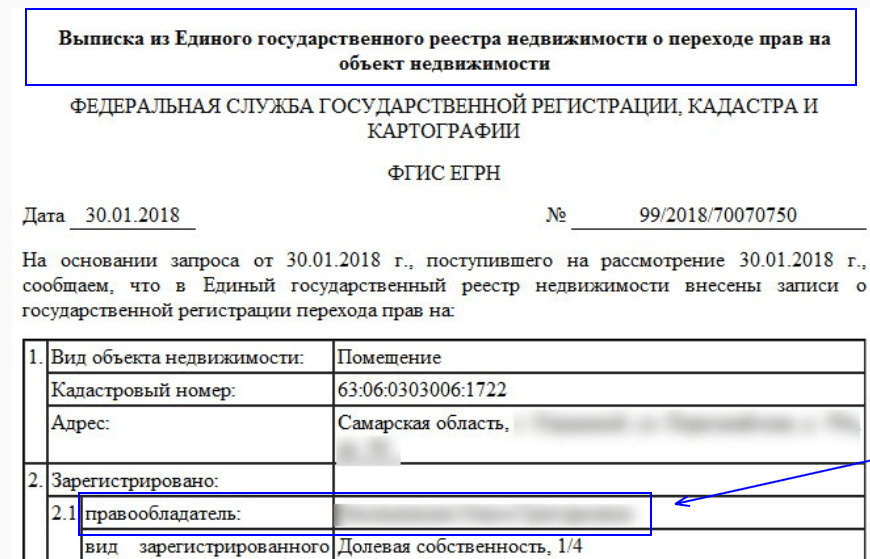 Выписка из Единого государственного реестра недвижимости о переходе прав на
объект недвижимости
ФЕДЕРАЛЬНАЯ СЛУЖБА ГОСУДАРСТВЕННОЙ РЕГИСТРАЦИИ, КАДАСТРА И
КАРТОГРАФИИ
ФГИС ЕГРН
Дата 30.01.2018 № 99/2018/70070750
На основании запроса от 30.01.2018 г., поступившего на рассмотрение 30.01.2018 г.,
сообщаем, что в Единый государственный реестр недвижимости внесены записи о
государственной регистрации перехода прав на:
1. Вид объекта недвижимости: Помещение
Кадастровый номер: 63:06:0303006:1722
Адрес: Самарская область,
2. Зарегистрировано:
2.1 правообладатель:
вид зарегистрированного Долевая собственность, 1/4